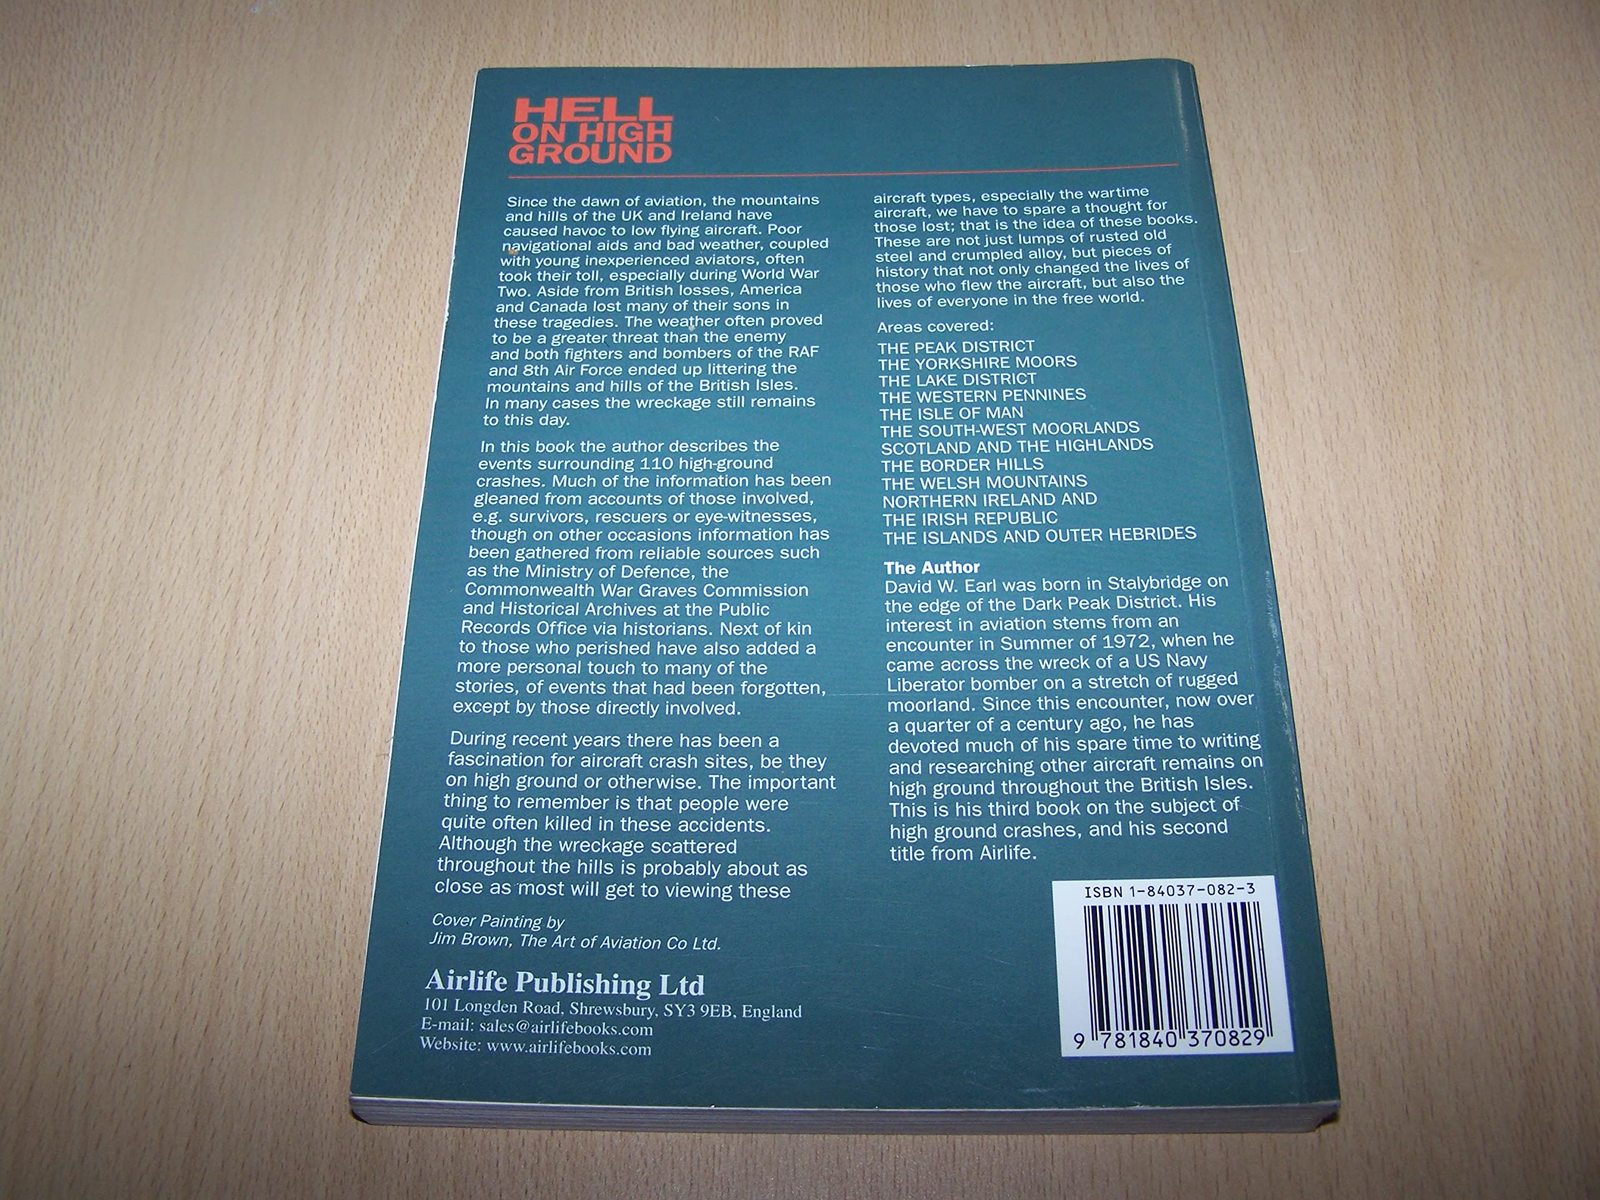 HELL
ON HIGH
GROUND
Since the dawn of aviation, the mountains
and hills of the UK and Ireland have
caused havoc to low flying aircraft. Poor
navigational aids and bad weather, coupled
with young inexperienced aviators, often
took their toll, especially during World War
Two. Aside from British losses, America
and Canada lost many of their sons in
these tragedies. The weather often proved
to be a greater threat than the enemy
and both fighters and bombers of the RAF
and 8th Air Force ended up littering the
mountains and hills of the British Isles.
In many cases the wreckage still remains
to this day.
In this book the author describes the
events surrounding 110 high-ground
crashes. Much of the information has been
gleaned from accounts of those involved,
e.g. survivors, rescuers or eye-witnesses,
though on other occasions information has
been gathered from reliable sources such
as the Ministry of Defence, the
Commonwealth War Graves Commission
and Historical Archives at the Public
Records Office via historians. Next of kin
to those who perished have also added a
more personal touch to many of the
stories, of events that had been forgotten,
except by those directly involved.
During recent years there has been a
fascination for aircraft crash sites, be they
on high ground or otherwise. The important
thing to remember is that people were
quite often killed in these accidents.
Although the wreckage scattered
throughout the hills is probably about as
close as most will get to viewing these
Cover Painting by
Jim Brown, The Art of Aviation Co Ltd.
Airlife Publishing Ltd
101 Longden Road, Shrewsbury, SY3 9EB, England
E-mail: sales@airlifebooks.com
Website: www.airlifebooks.com
aircraft types, especially the wartime
aircraft, we have to spare a thought for
those lost; that is the idea of these books.
These are not just lumps of rusted old
steel and crumpled alloy, but pieces of
history that not only changed the lives of
those who flew the aircraft, but also the
lives of everyone in the free world.
Areas covered:
THE PEAK DISTRICT
THE YORKSHIRE MOORS
THE LAKE DISTRICT
THE WESTERN PENNINES
THE ISLE OF MAN
THE SOUTH-WEST MOORLANDS
SCOTLAND AND THE HIGHLANDS
THE BORDER HILLS
THE WELSH MOUNTAINS
NORTHERN IRELAND AND
THE IRISH REPUBLIC
THE ISLANDS AND OUTER HEBRIDES
The Author
David W. Earl was born in Stalybridge on
the edge of the Dark Peak District. His
interest in aviation stems from an
encounter in Summer of 1972, when he
came across the wreck of a US Navy
Liberator bomber on a stretch of rugged
moorland. Since this encounter, now over
a quarter of a century ago, he has
devoted much of his spare time to writing
and researching other aircraft remains on
high ground throughout the British Isles.
This is his third book on the subject of
high ground crashes, and his second
title from Airlife.
ISBN 1-84037-082-3
9 781840 370829